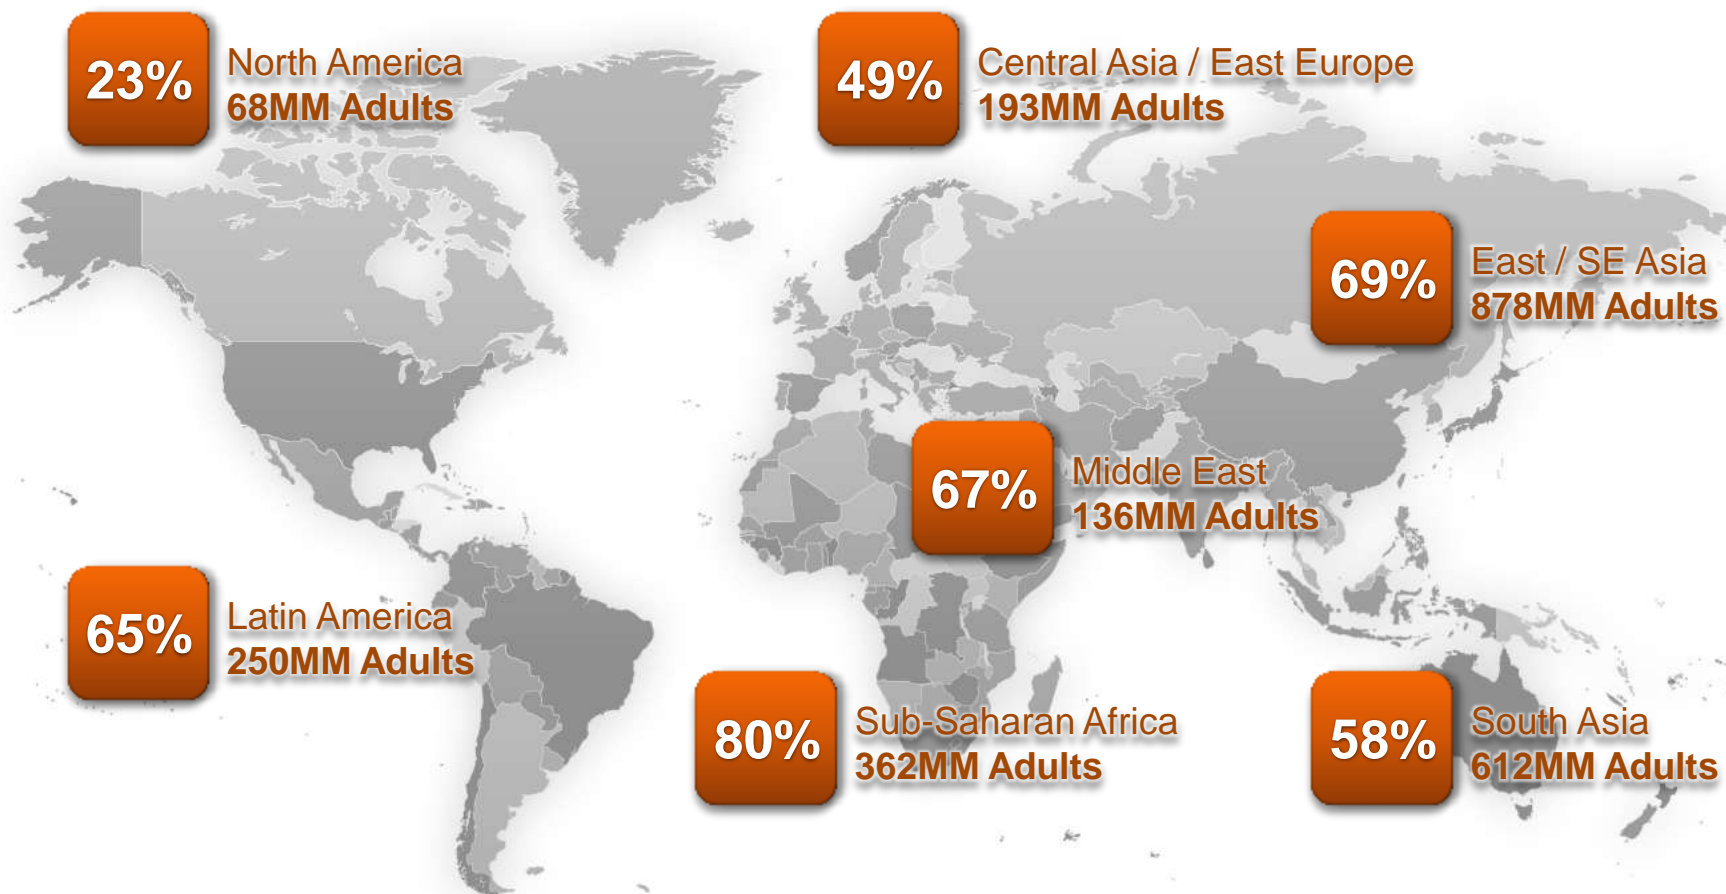 23%
North America
68MM Adults
49%
Central Asia / East Europe
193MM Adults
69%
East / SE Asia
878MM Adults
67%
Middle East
136MM Adults
65%
Latin America
250MM Adults
80%
Sub-Saharan Africa
362MM Adults
58%
South Asia
612MM Adults